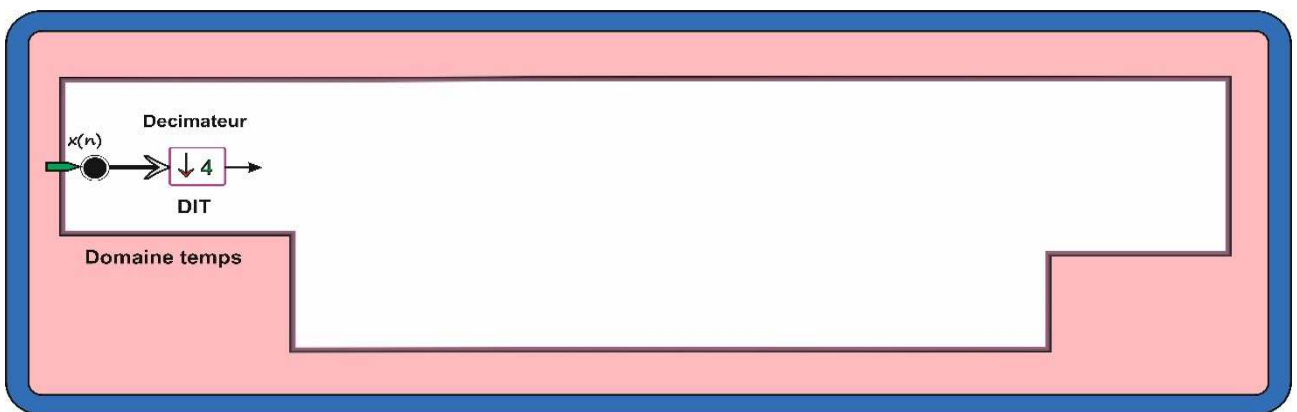 Decimateur
x(n)
↓ 4
DIT
Domaine temps